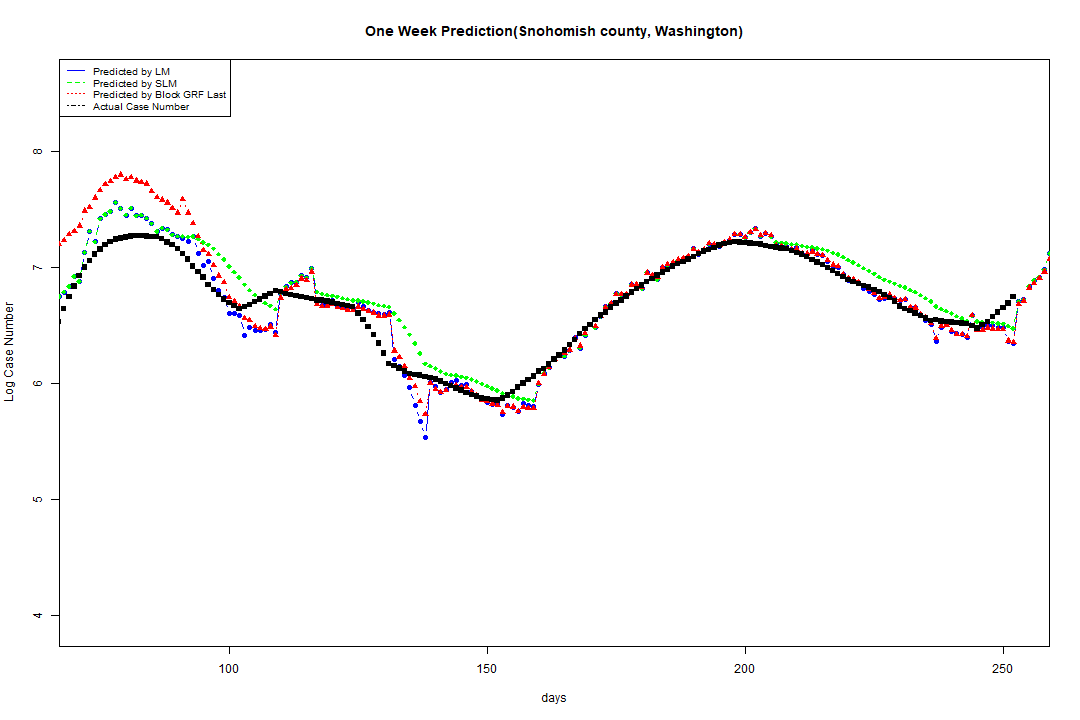 One Week Prediction(Snohomish county, Washington)
Predicted by LM
Predicted by SLM
Predicted by Block GRF Last
Actual Case Number
8
7
6
5
4
Log Case Number
100 150 200 250
days